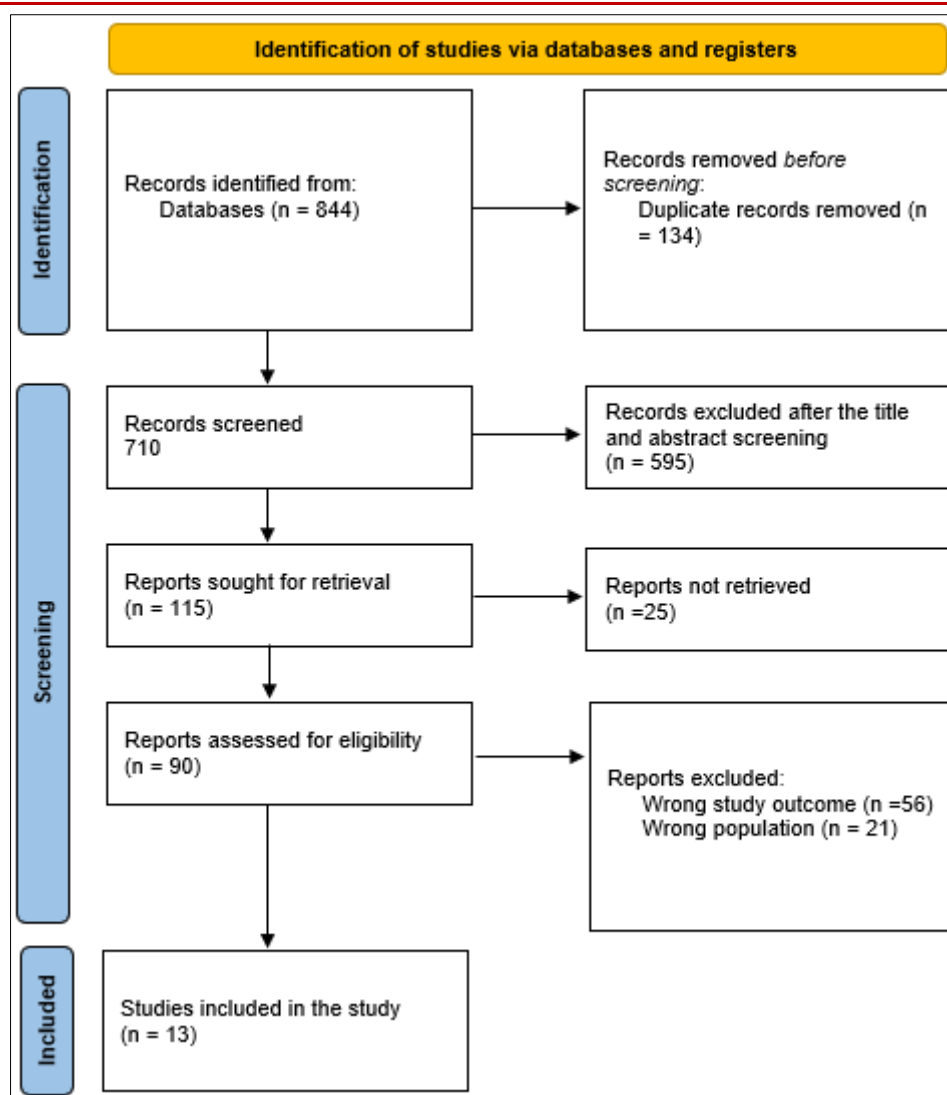 Identification of studies via databases and registers
Identification
Records identified from:
Databases (n = 844)
Records removed before
screening:
Duplicate records removed (n
= 134)
Screening
Records screened
710
Records excluded after the title
and abstract screening
(n = 595)
Reports sought for retrieval
(n = 115)
Reports not retrieved
(n =25)
Reports assessed for eligibility
(n = 90)
Reports excluded:
Wrong study outcome (n =56)
Wrong population (n = 21)
Included
Studies included in the study
(n = 13)